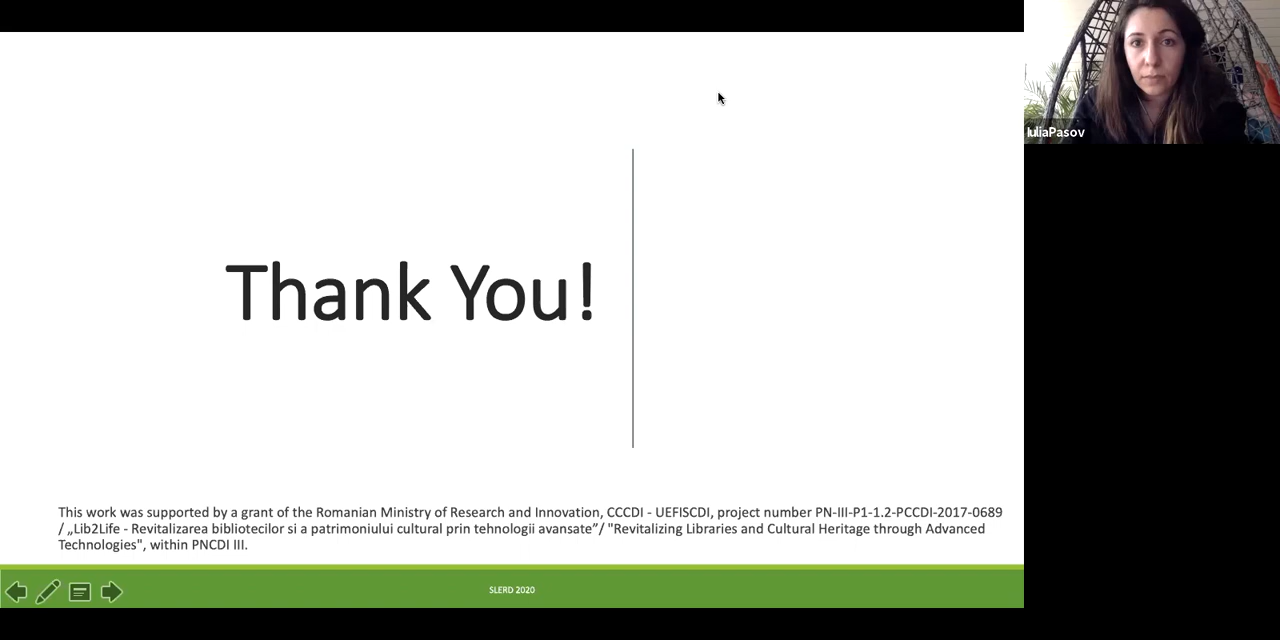 IuliaPasov
Thank You!
This work was supported by a grant of the Romanian Ministry of Research and Innovation, CCCDI - UEFISCDI, project number PN-III-P1-1.2-PCCDI-2017-0689
/ „Lib2Life - Revitalizarea bibliotecilor si a patrimoniului cultural prin tehnologii avansate”/ "Revitalizing Libraries and Cultural Heritage through Advanced
Technologies", within PNCDI III.
SLERD 2020